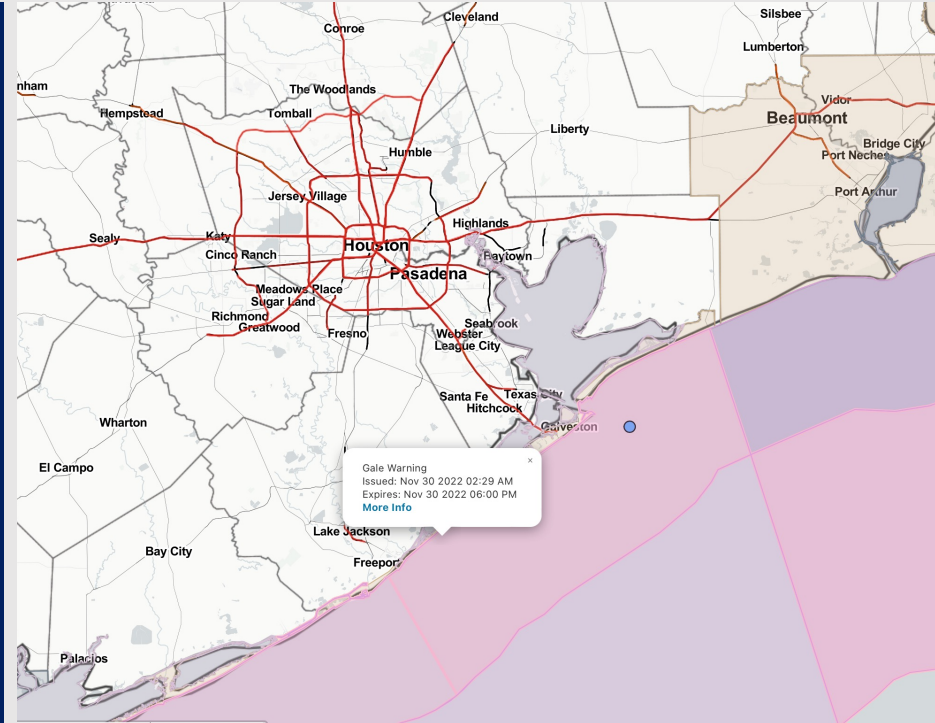 Cleveland
Silsbee
Conroe
Lumberton
nham
The Woodlands
Vidor
Hempstead
Tomball
Beaumont
Liberty
Bridge City
Humble
Port Neches
Port Arthur
Jersey Village
Highlands
Sealy
Katy
Houston
Cinco Ranch
Baytown
Pasadena
Meadows Place
Sugar Land
Richmond
Greatwood
Seabrook
Fresno
Webster
League City
Santa Fe
Texas City
Hitchcock
Wharton
Galveston
El Campo
Gale Warning
×
Issued: Nov 30 2022 02:29 AM
Expires: Nov 30 2022 06:00 PM
More Info
Lake Jackson
Bay City
Freeport
Palacios